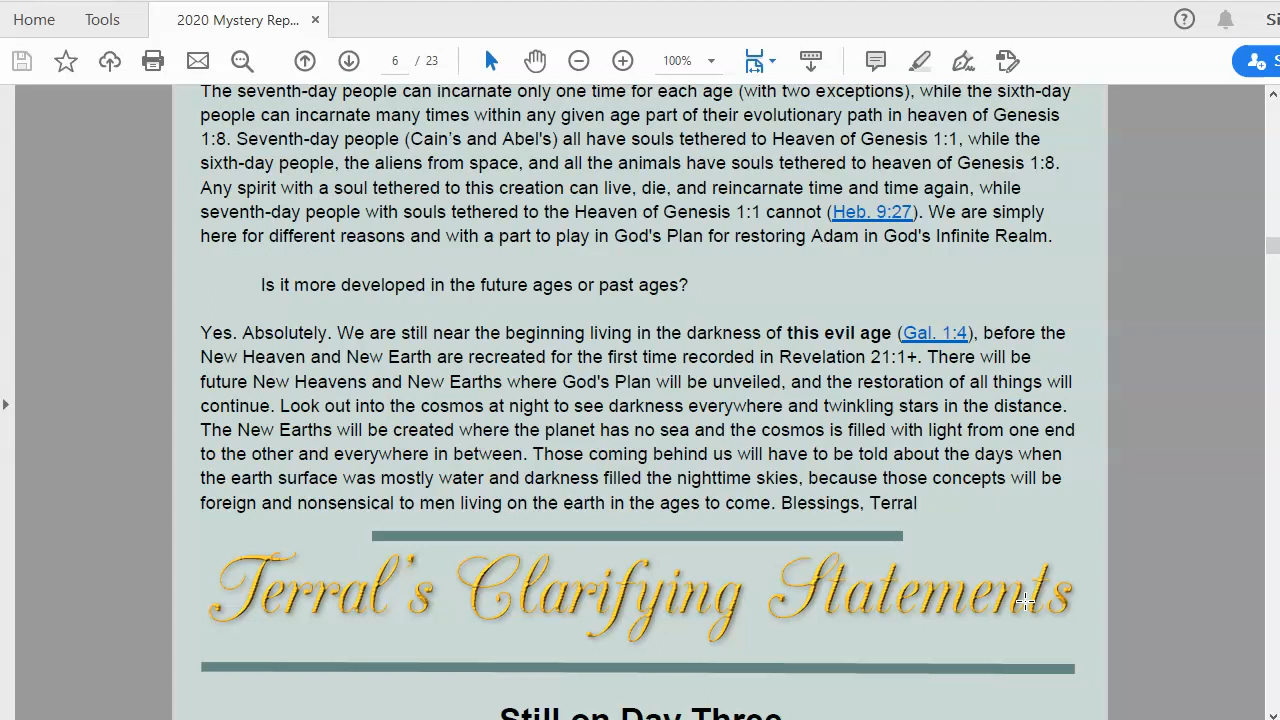 Home Tools 2020 Mystery Rep... × ? Si
6 / 23 100% S
The seventh-day people can incarnate only one time for each age (with two exceptions), while the sixth-day
people can incarnate many times within any given age part of their evolutionary path in heaven of Genesis
1:8. Seventh-day people (Cain's and Abel's) all have souls tethered to Heaven of Genesis 1:1, while the
sixth-day people, the aliens from space, and all the animals have souls tethered to heaven of Genesis 1:8.
Any spirit with a soul tethered to this creation can live, die, and reincarnate time and time again, while
seventh-day people with souls tethered to the Heaven of Genesis 1:1 cannot (Heb. 9:27). We are simply
here for different reasons and with a part to play in God's Plan for restoring Adam in God's Infinite Realm.
Is it more developed in the future ages or past ages?
Yes. Absolutely. We are still near the beginning living in the darkness of this evil age (Gal. 1:4), before the
New Heaven and New Earth are recreated for the first time recorded in Revelation 21:1+. There will be
future New Heavens and New Earths where God's Plan will be unveiled, and the restoration of all things will
continue. Look out into the cosmos at night to see darkness everywhere and twinkling stars in the distance.
The New Earths will be created where the planet has no sea and the cosmos is filled with light from one end
to the other and everywhere in between. Those coming behind us will have to be told about the days when
the earth surface was mostly water and darkness filled the nighttime skies, because those concepts will be
foreign and nonsensical to men living on the earth in the ages to come. Blessings, Terral
Terral's Clarifying Statements
Still on Day Three